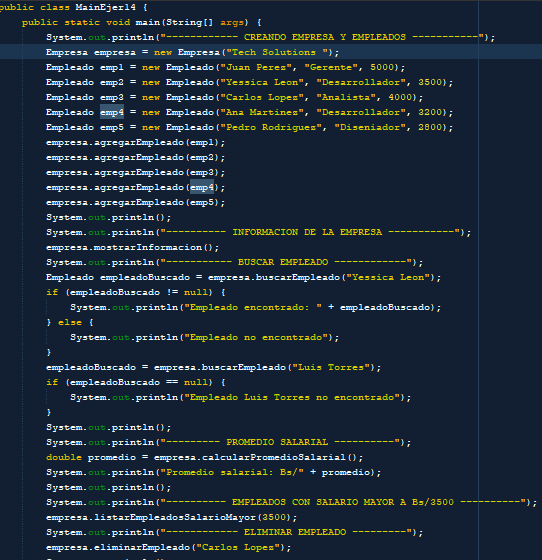 public class MainEjer14 {
    public static void main(String[] args) {
        System.out.println("------------ CREANDO EMPRESA Y EMPLEADOS -----------");
        Empresa empresa = new Empresa("Tech Solutions ");
        Empleado emp1 = new Empleado("Juan Perez", "Gerente", 5000);
        Empleado emp2 = new Empleado("Yessica Leon", "Desarrollador", 3500);
        Empleado emp3 = new Empleado("Carlos Lopes", "Analista", 4000);
        Empleado emp4 = new Empleado("Ana Martines", "Desarrollador", 3200);
        Empleado emp5 = new Empleado("Pedro Rodrigues", "Diseniador", 2800);
        empresa.agregarEmpleado(emp1);
        empresa.agregarEmpleado(emp2);
        empresa.agregarEmpleado(emp3);
        empresa.agregarEmpleado(emp4);
        empresa.agregarEmpleado(emp5);
        System.out.println();
        System.out.println("---------- INFORMACION DE LA EMPRESA -----------");
        empresa.mostrarInformacion();
        System.out.println("----------- BUSCAR EMPLEADO ------------");
        Empleado empleadoBuscado = empresa.buscarEmpleado("Yessica Leon");
        if (empleadoBuscado != null) {
            System.out.println("Empleado encontrado: " + empleadoBuscado);
        } else {
            System.out.println("Empleado no encontrado");
        }
        empleadoBuscado = empresa.buscarEmpleado("Luis Torres");
        if (empleadoBuscado == null) {
            System.out.println("Empleado Luis Torres no encontrado");
        }
        System.out.println();
        System.out.println("--------- PROMEDIO SALARIAL ----------");
        double promedio = empresa.calcularPromedioSalarial();
        System.out.println("Promedio salarial: Bs/" + promedio);
        System.out.println();
        System.out.println("---------- EMPLEADOS CON SALARIO MAYOR A Bs/3500 ----------");
        empresa.listarEmpleadosSalarioMayor(3500);
        System.out.println("------------ ELIMINAR EMPLEADO ---------");
        empresa.eliminarEmpleado("Carlos Lopes");